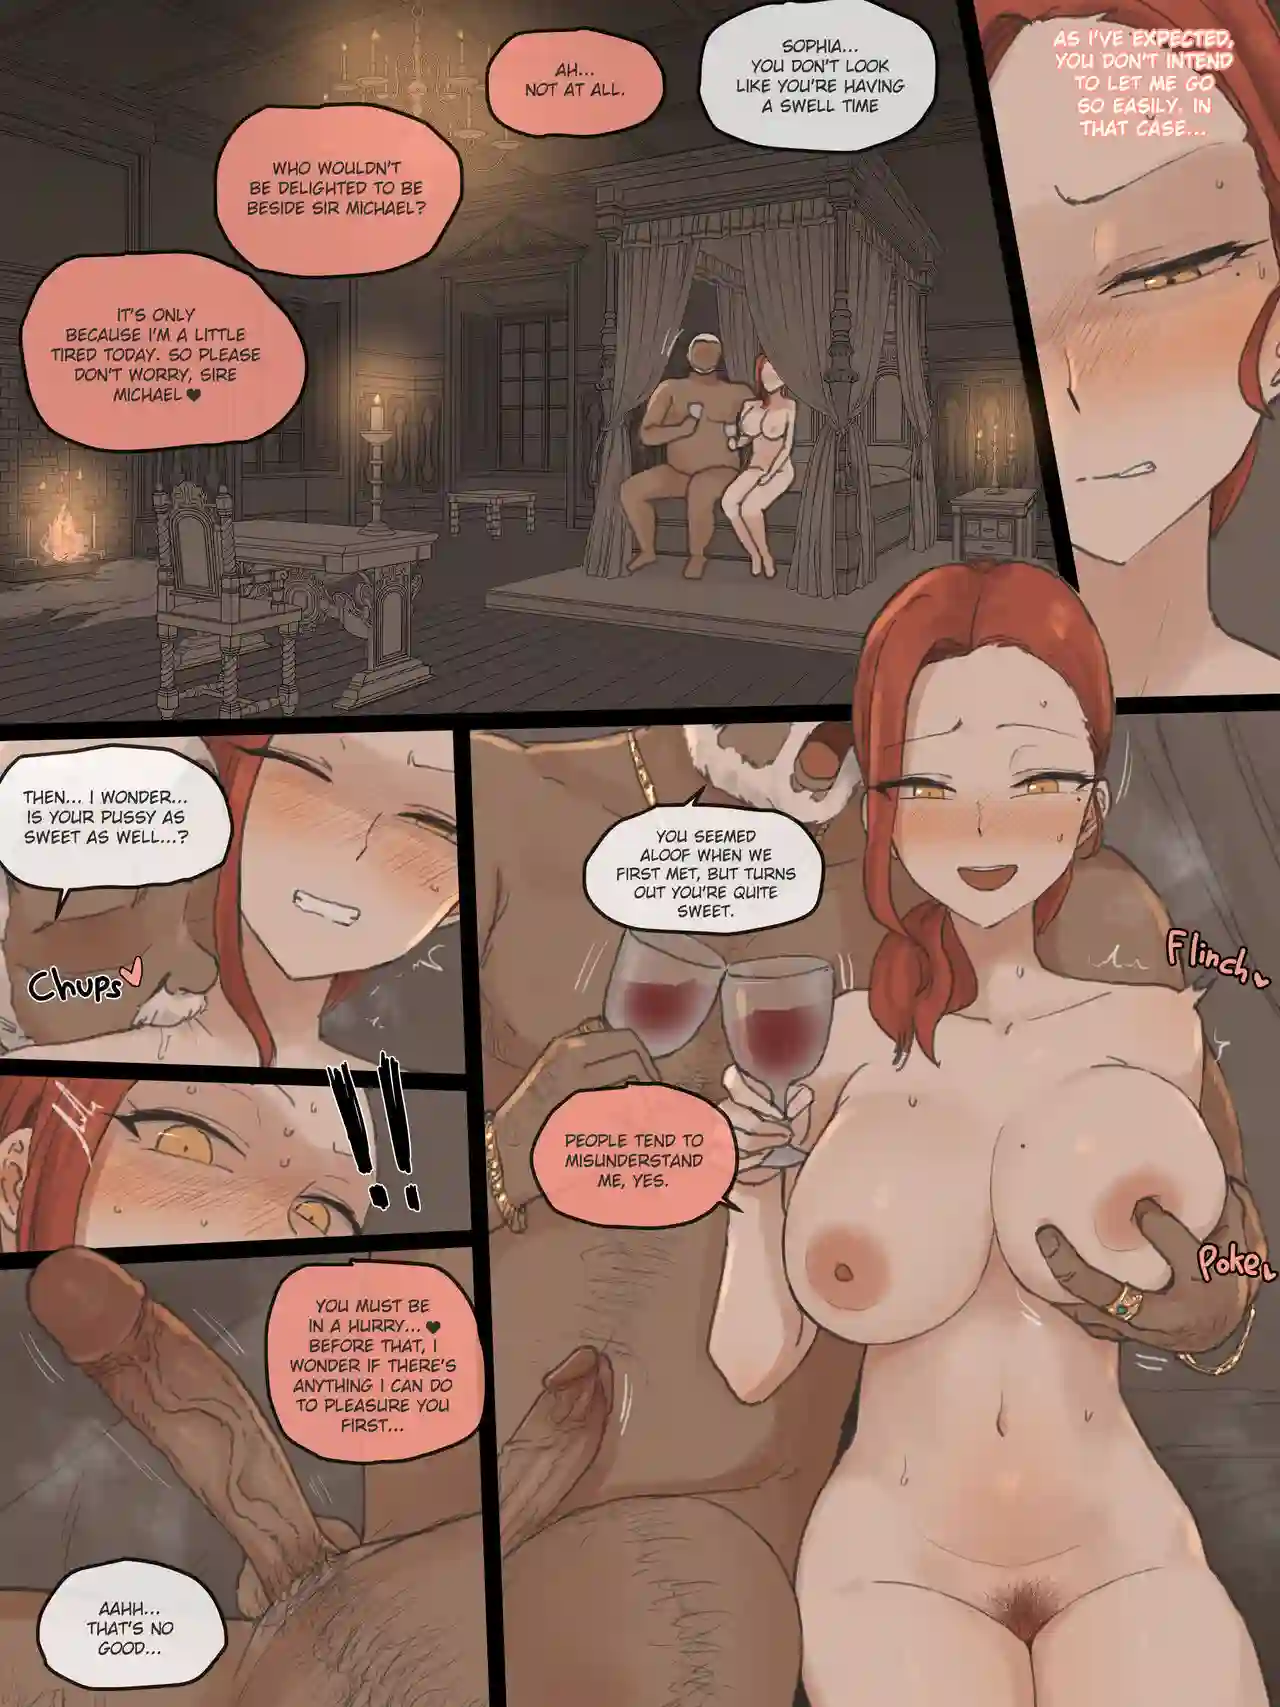 AS I'VE EXPECTED,
YOU DON'T INTEND
TO LET ME GO
SO EASILY. IN
THAT CASE...
SOPHIA...
YOU DON'T LOOK
LIKE YOU'RE HAVING
A SWELL TIME
AH...
NOT AT ALL.
WHO WOULDN'T
BE DELIGHTED TO BE
BESIDE SIR MICHAEL?
IT'S ONLY
BECAUSE I'M A LITTLE
TIRED TODAY. SO PLEASE
DON'T WORRY, SIRE
MICHAEL♥
YOU SEEMED
ALOOF WHEN WE
FIRST MET, BUT TURNS
OUT YOU'RE QUITE
SWEET.
Flinch♥
PEOPLE TEND TO
MISUNDERSTAND
ME, YES.
Poke♥
THEN... I WONDER...
IS YOUR PUSSY AS
SWEET AS WELL...?
Chups♥
!!
YOU MUST BE
IN A HURRY...♥
BEFORE THAT, I
WONDER IF THERE'S
ANYTHING I CAN DO
TO PLEASURE YOU
FIRST...
AAHH...
THAT'S NO
GOOD...